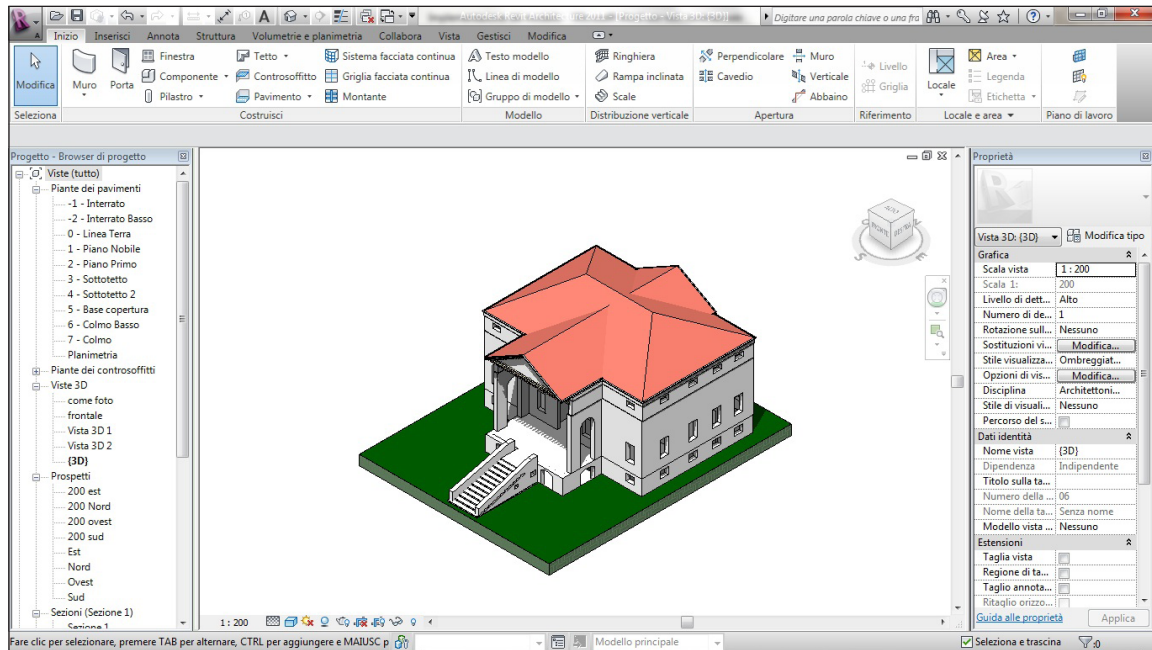 Digitare una parola chiave o una fra
Inizio Inserisci Annota Struttura Volumetrie e planimetria Collabora Vista Gestisci Modifica
Modifica
Muro
Porta
Finestra
Componente
Pilastro
Tetto
Controsoffitto
Pavimento
Sistema facciata continua
Griglia facciata continua
Montante
Testo modello
Linea di modello
Gruppo di modello
Ringhiera
Rampa inclinata
Scale
Perpendicolare
Cavedio
Muro
Verticale
Abbaino
Livello
Griglia
Locale
Area
Legenda
Etichetta
Seleziona Costruisci Modello Distribuzione verticale Apertura Riferimento Locale e area Piano di lavoro
Progetto - Browser di progetto
Viste (tutto)
Piante dei pavimenti
-1 - Interrato
-2 - Interrato Basso
0 - Linea Terra
1 - Piano Nobile
2 - Piano Primo
3 - Sottotetto
4 - Sottotetto 2
5 - Base copertura
6 - Colmo Basso
7 - Colmo
Planimetria
Piante dei controsoffitti
Viste 3D
come foto
frontale
Vista 3D 1
Vista 3D 2
{3D}
Prospetti
200 est
200 Nord
200 ovest
200 sud
Est
Nord
Ovest
Sud
Sezioni (Sezione 1)
Sezione 1
1 : 200
Proprietà
Vista 3D: {3D} Modifica tipo
Grafica
Scala vista 1 : 200
Scala 1: 200
Livello di dett... Alto
Numero di de... 1
Rotazione sull... Nessuno
Sostituzioni vi... Modifica...
Stile visualizza... Ombreggiat...
Opzioni di vis... Modifica...
Disciplina Architettoni...
Stile di visuali... Nessuno
Percorso del s...
Dati identità
Nome vista {3D}
Dipendenza Indipendente
Titolo sulla ta...
Numero della ... 06
Nome della ta... Senza nome
Modello vista ... Nessuno
Estensioni
Taglia vista
Regione di ta...
Taglio annota...
Ritaglio orizzo...
Guida alle proprietà Applica
Fare clic per selezionare, premere TAB per alternare, CTRL per aggiungere e MAIUSC p
Modello principale
Seleziona e trascina :0